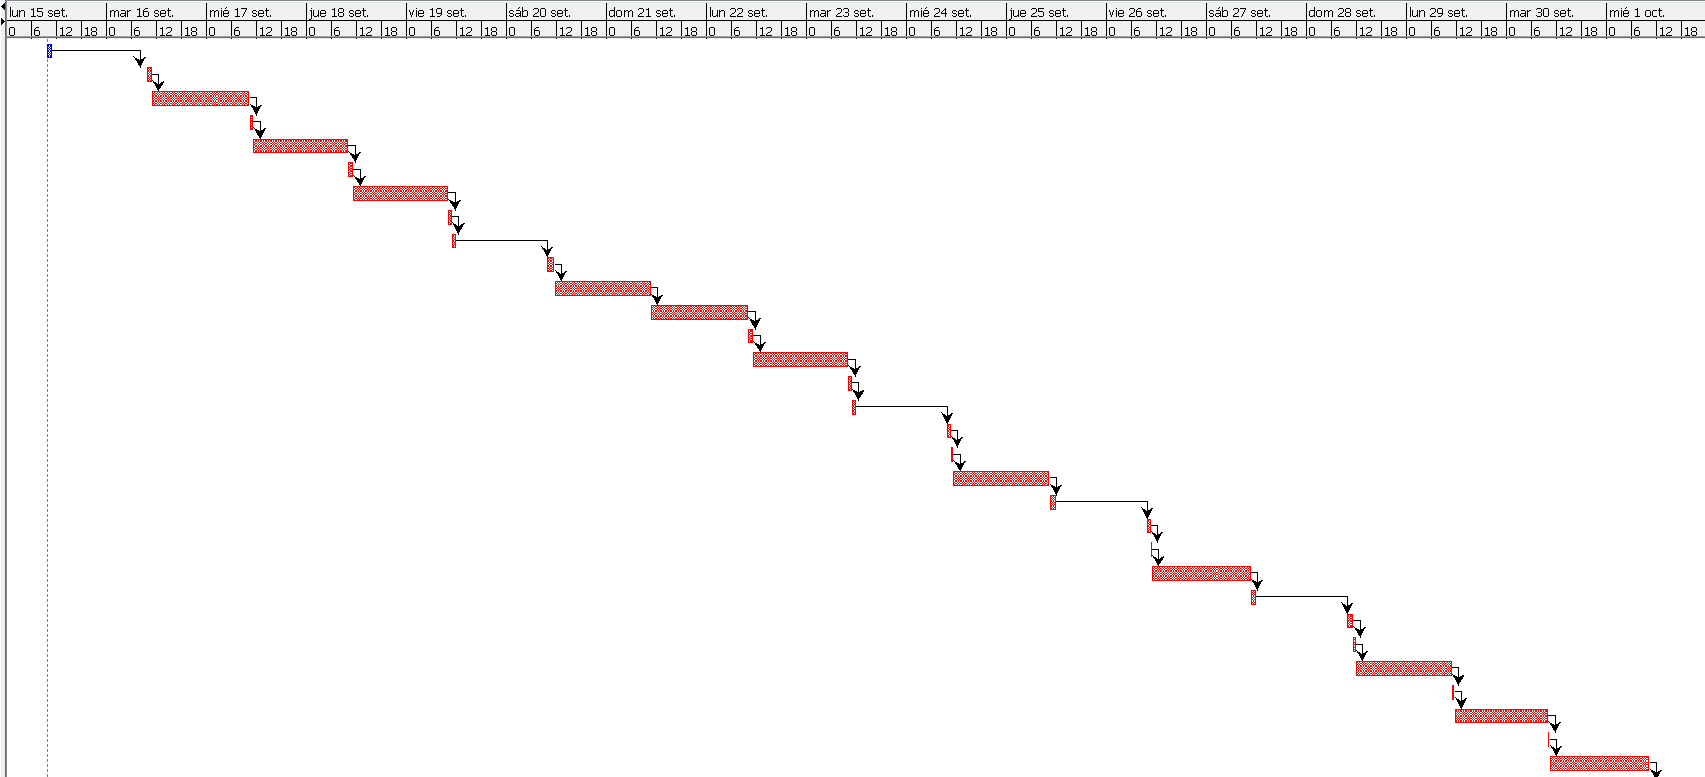 lun 15 set. mar 16 set. mié 17 set. jue 18 set. vie 19 set. sáb 20 set. dom 21 set. lun 22 set. mar 23 set. mié 24 set. jue 25 set. vie 26 set. sáb 27 set. dom 28 set. lun 29 set. mar 30 set. mié 1 oct.
0 6 12 18 0 6 12 18 0 6 12 18 0 6 12 18 0 6 12 18 0 6 12 18 0 6 12 18 0 6 12 18 0 6 12 18 0 6 12 18 0 6 12 18 0 6 12 18 0 6 12 18 0 6 12 18 0 6 12 18 0 6 12 18 0 6 12 18